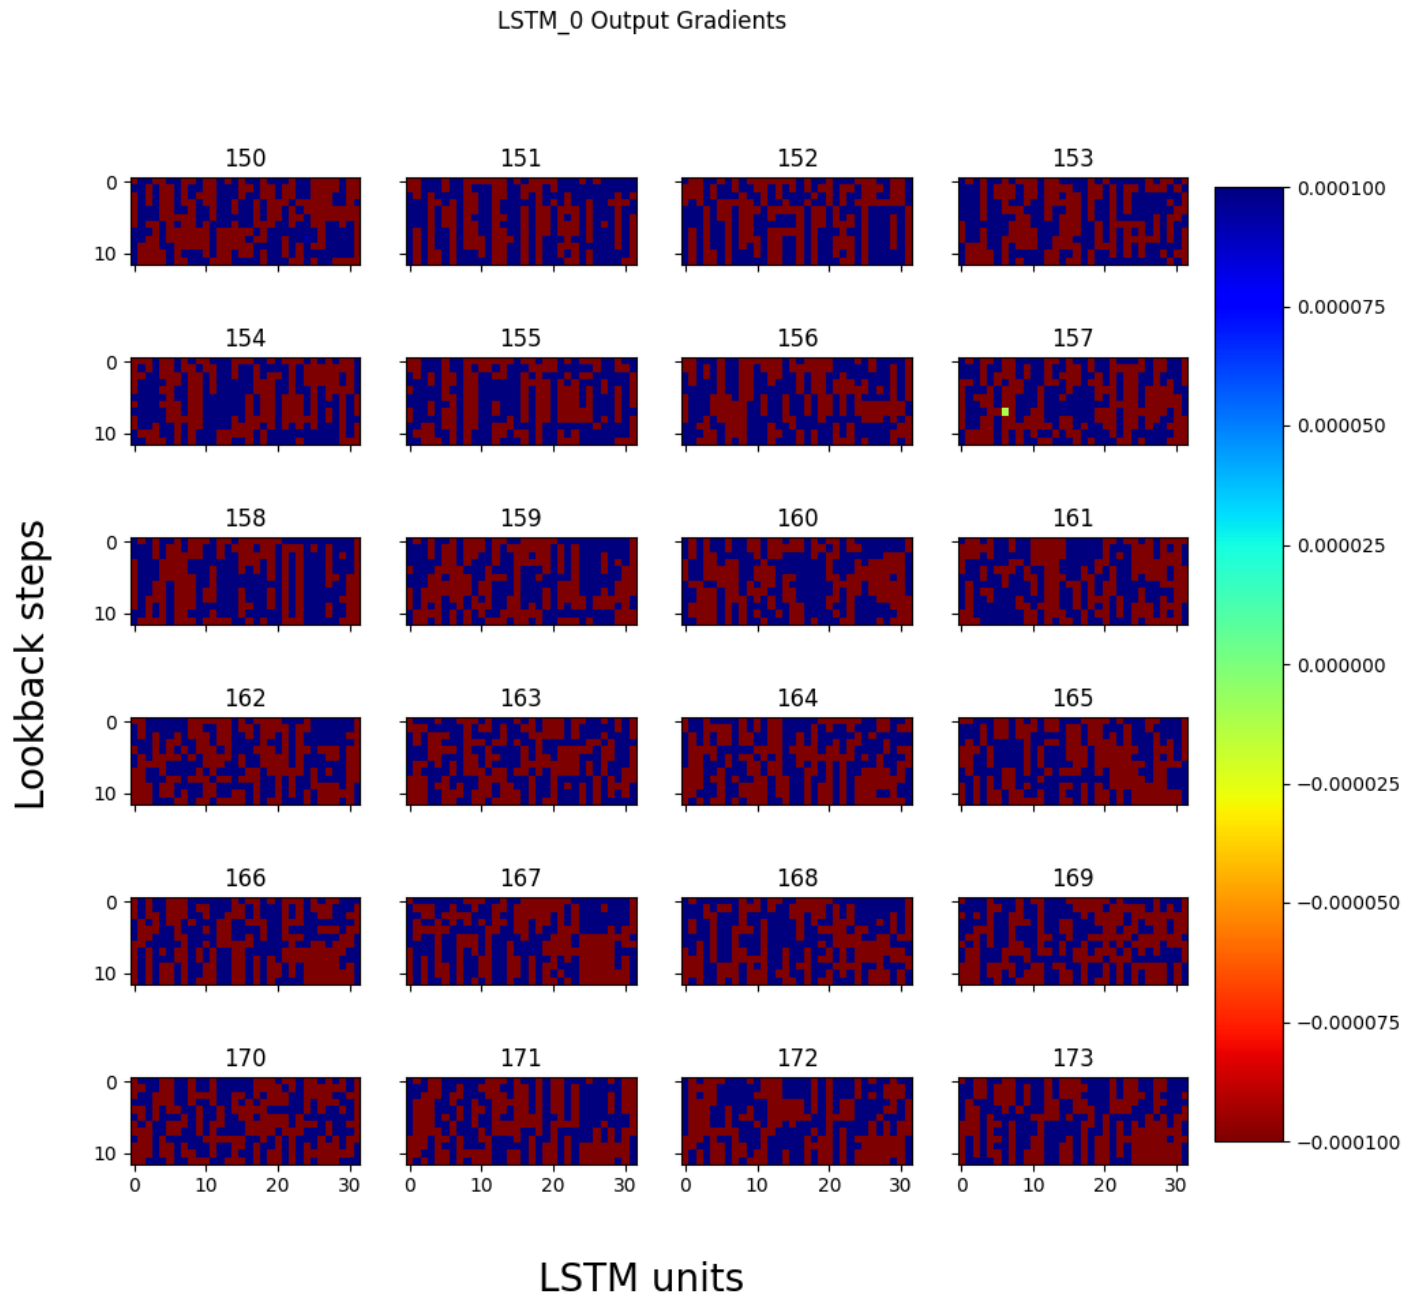 LSTM_0 Output Gradients
150 151 152 153
0
10
0.000100
0.000075
154 155 156 157
0
10
0.000050
158 159 160 161
0
10
0.000025
0.000000
Lookback steps
162 163 164 165
0
10
−0.000025
166 167 168 169
0
10
−0.000050
−0.000075
170 171 172 173
0
10
−0.000100
0 10 20 30 0 10 20 30 0 10 20 30 0 10 20 30
LSTM units